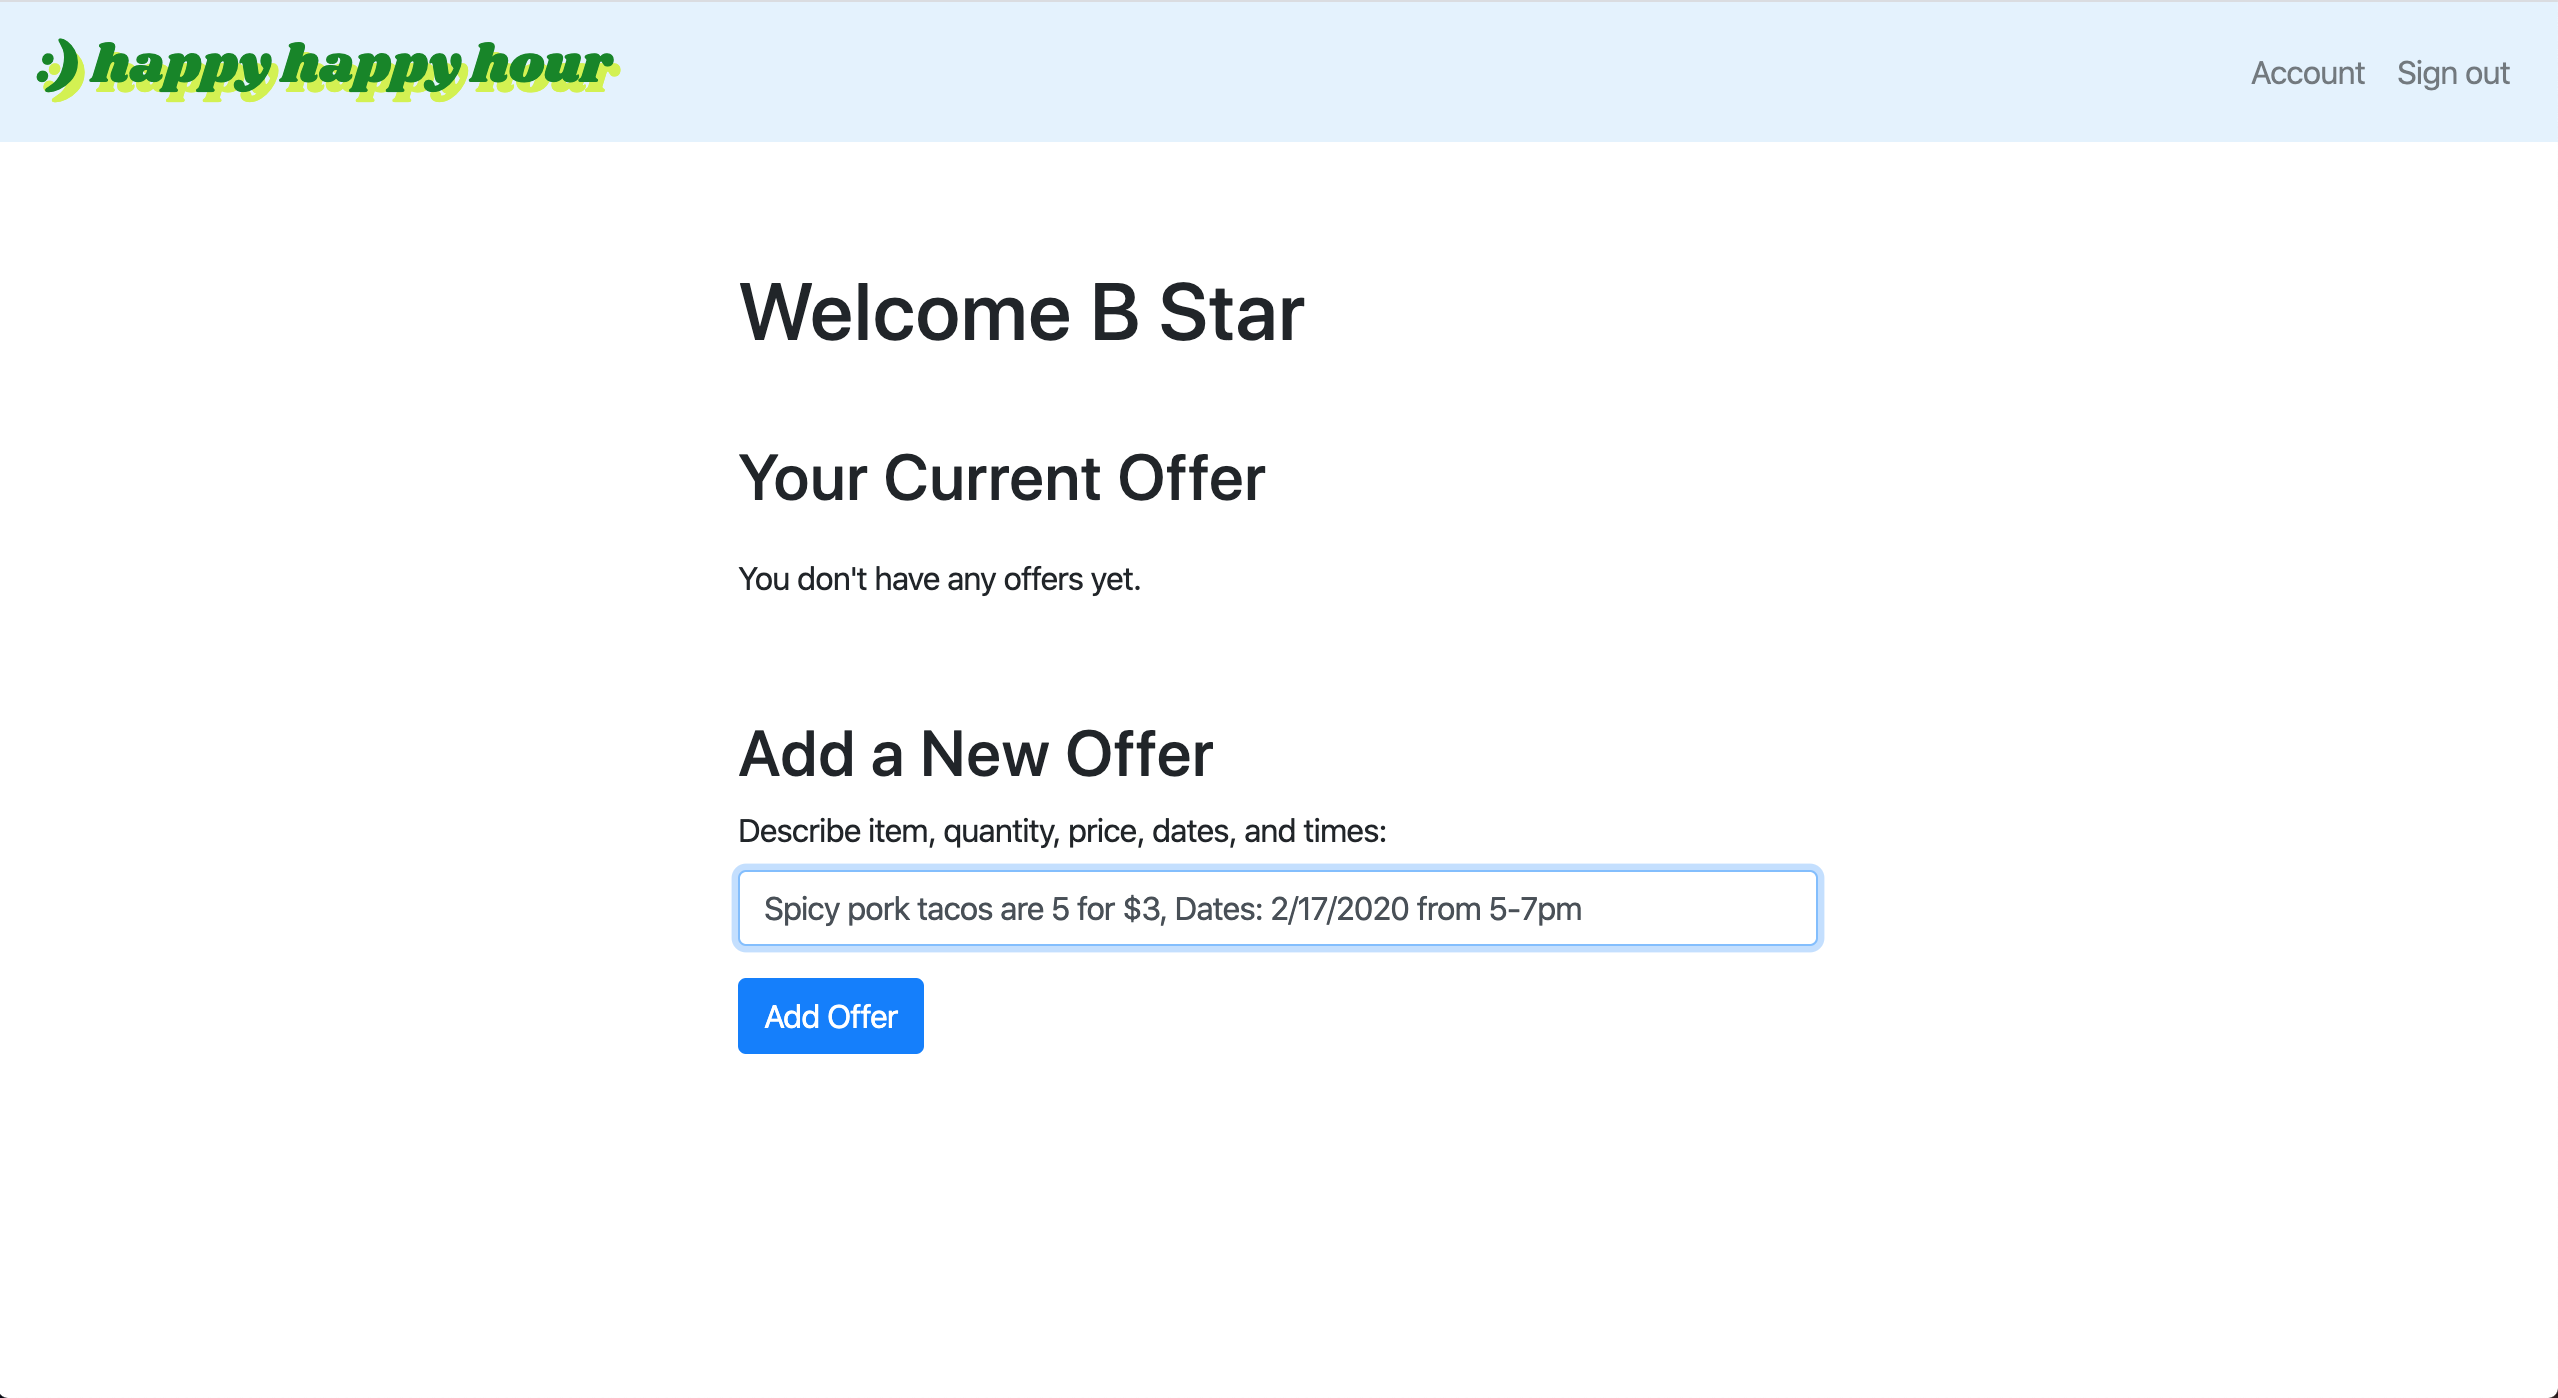 :) happy happy hour
Account Sign out
Welcome B Star
Your Current Offer
You don't have any offers yet.
Add a New Offer
Describe item, quantity, price, dates, and times:
Spicy pork tacos are 5 for $3, Dates: 2/17/2020 from 5-7pm
Add Offer